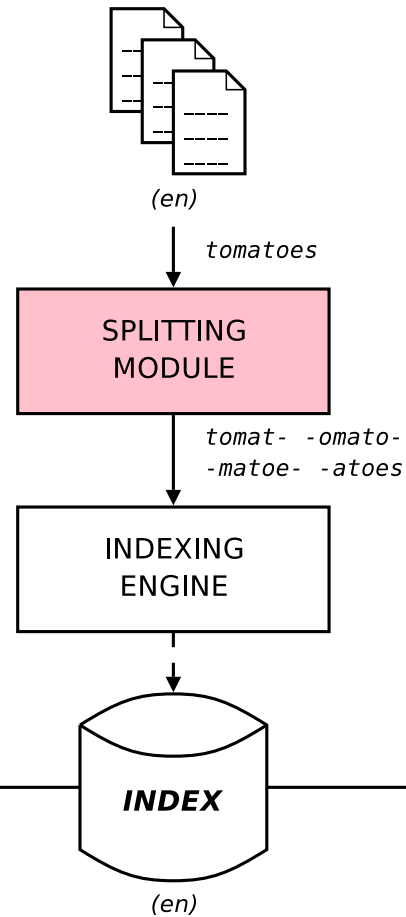 (en)
tomatoes
SPLITTING
MODULE
tomat- -omato-
-matoe- -atoes
INDEXING
ENGINE
INDEX
(en)